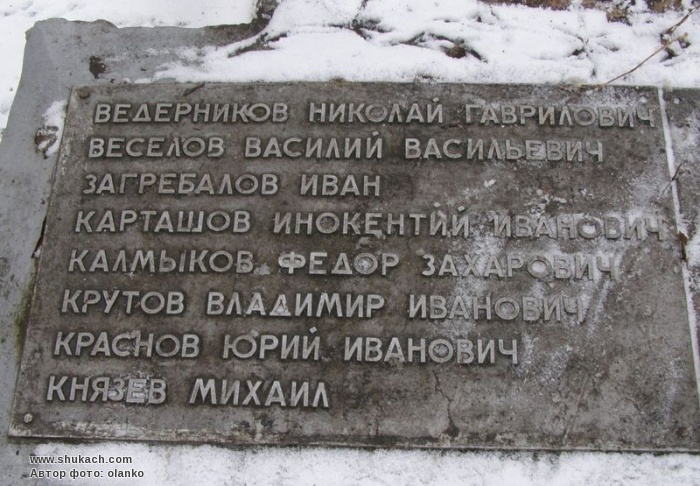 ВЕДЕРНИКОВ НИКОЛАЙ ГАВРИЛОВИЧ
ВЕСЕЛОВ ВАСИЛИЙ ВАСИЛЬЕВИЧ
ЗАГРЕБАЛОВ ИВАН
КАРТАШОВ ИНОКЕНТИЙ ИВАНОВИЧ
КАЛМЫКОВ ФЕДОР ЗАХАРОВИЧ
КРУТОВ ВЛАДИМИР ИВАНОВИЧ
КРАСНОВ ЮРИЙ ИВАНОВИЧ
КНЯЗЕВ МИХАИЛ
www.shukach.com
Автор фото: olanko